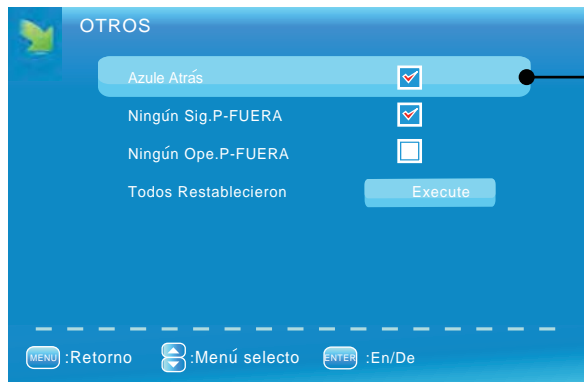 OTROS
Azule Atrás
Ningún Sig.P-FUERA
Ningún Ope.P-FUERA
Todos Restablecieron Execute
MENU :Retorno :Menú selecto ENTER :En/De